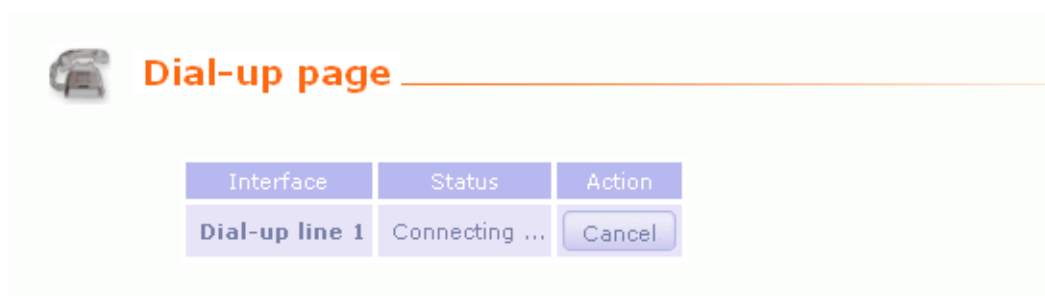 Dial-up page
Interface Status Action
Dial-up line 1 Connecting ... Cancel